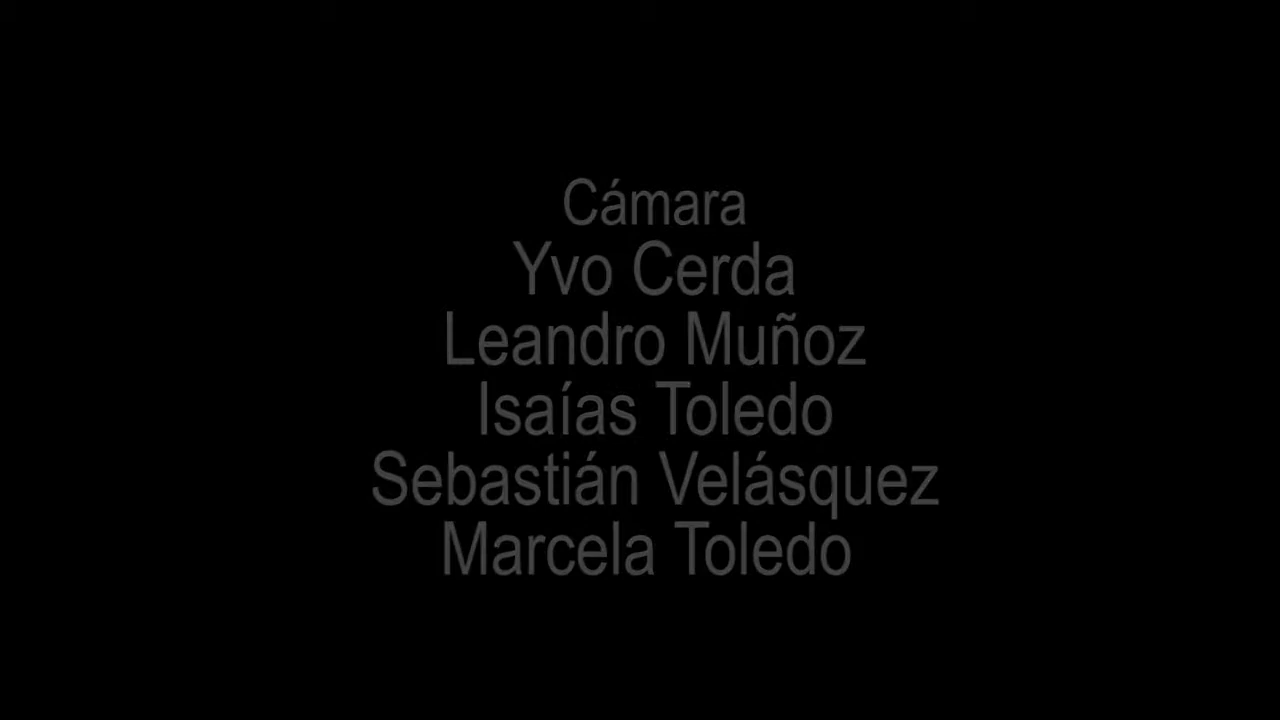 Cámara
Yvo Cerda
Leandro Muñoz
Isaías Toledo
Sebastián Velásquez
Marcela Toledo